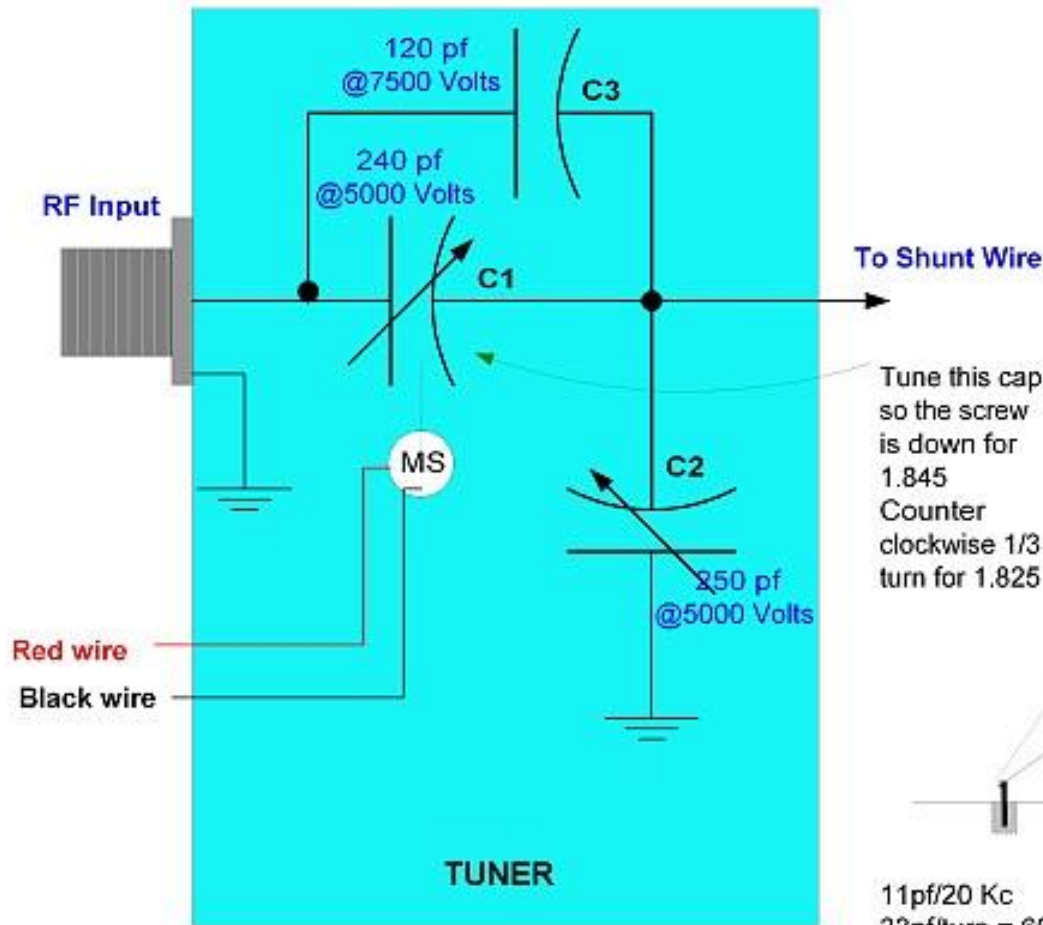 120 pf
@7500 Volts
C3
240 pf
@5000 Volts
RF Input
C1
To Shunt Wire
Tune this cap
so the screw
is down for
1.845
Counter
clockwise 1/3
turn for 1.825
MS
C2
250 pf
@5000 Volts
Red wire
Black wire
TUNER
11pf/20 Kc